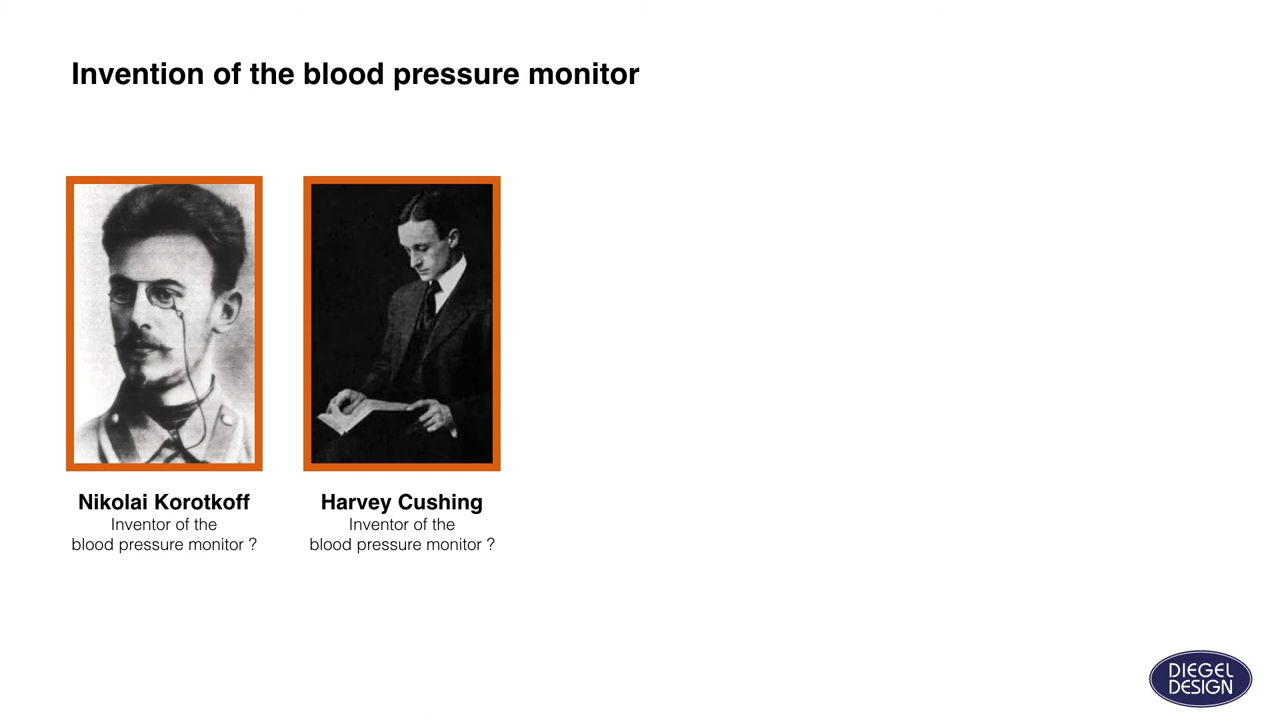 Invention of the blood pressure monitor
Nikolai Korotkoff
Inventor of the
blood pressure monitor ?
Harvey Cushing
Inventor of the
blood pressure monitor ?
DIEGEL
DESIGN